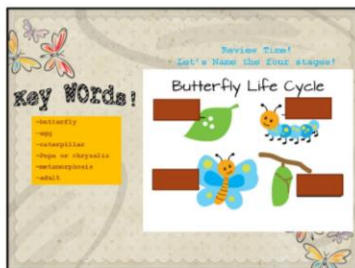 Review Time!
Let's Name the four stages!
Key Words!
Butterfly Life Cycle
-butterfly
-egg
-caterpillar
-Pupa or chrysalis
-metamorphosis
-adult